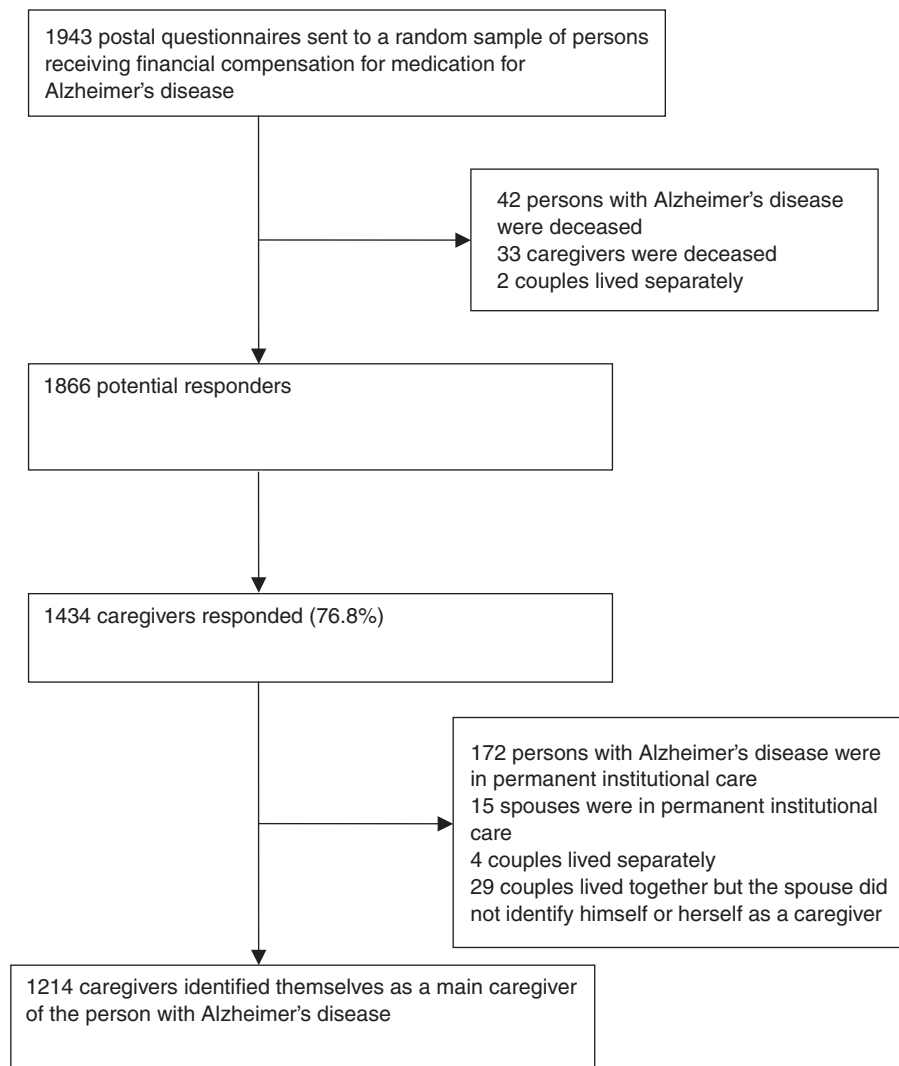 1943 postal questionnaires sent to a random sample of persons
receiving financial compensation for medication for
Alzheimer's disease
42 persons with Alzheimer's disease
were deceased
33 caregivers were deceased
2 couples lived separately
1866 potential responders
1434 caregivers responded (76.8%)
172 persons with Alzheimer's disease were
in permanent institutional care
15 spouses were in permanent institutional
care
4 couples lived separately
29 couples lived together but the spouse did
not identify himself or herself as a caregiver
1214 caregivers identified themselves as a main caregiver
of the person with Alzheimer's disease